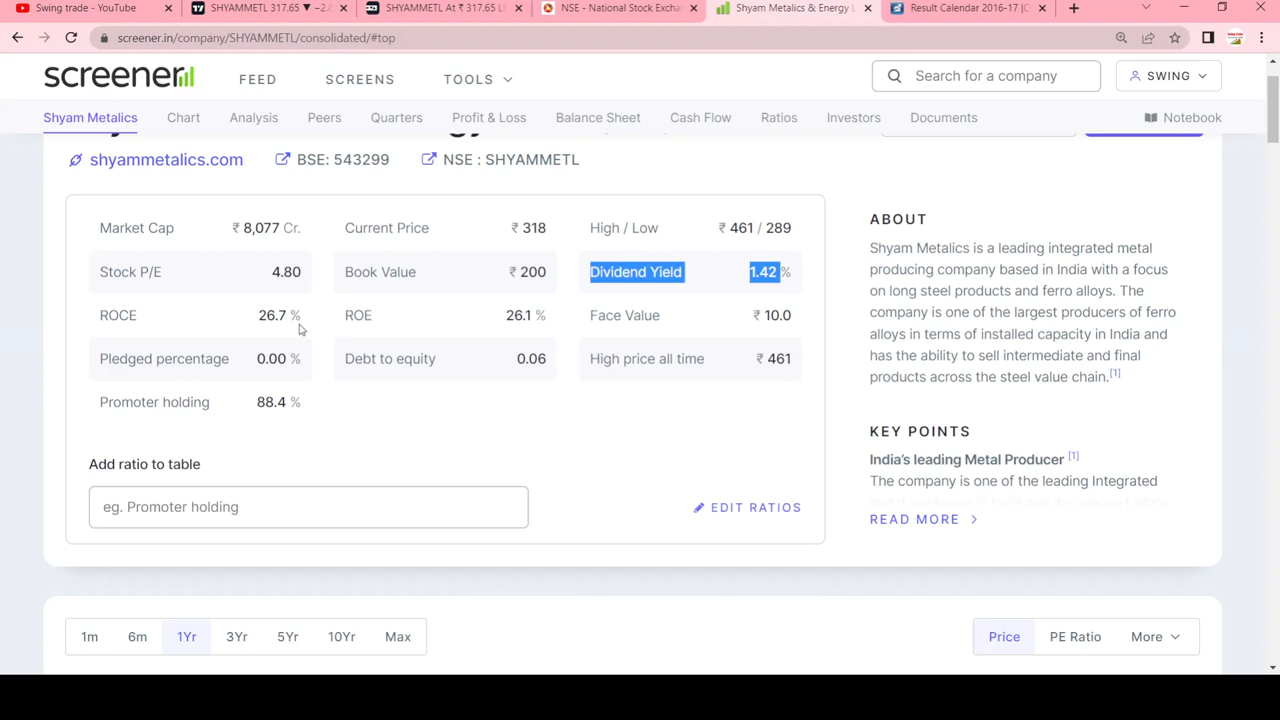 Swing trade - YouTube
SHYAMMETL 317.65 ▼ −2.8
SHYAMMETL At ₹ 317.65 LI
NSE - National Stock Exchan
Shyam Metalics & Energy L
Result Calendar 2016-17 |C
screener.in/company/SHYAMMETL/consolidated/#top
screener
FEED
SCREENS
TOOLS
Search for a company
SWING
Shyam Metalics
Chart
Analysis
Peers
Quarters
Profit & Loss
Balance Sheet
Cash Flow
Ratios
Investors
Documents
Notebook
shyammetalics.com
BSE: 543299
NSE : SHYAMMETL
Market Cap ₹ 8,077 Cr.
Current Price ₹ 318
High / Low ₹ 461 / 289
Stock P/E 4.80
Book Value ₹ 200
Dividend Yield 1.42 %
ROCE 26.7 %
ROE 26.1 %
Face Value ₹ 10.0
Pledged percentage 0.00 %
Debt to equity 0.06
High price all time ₹ 461
Promoter holding 88.4 %
Add ratio to table
eg. Promoter holding
EDIT RATIOS
ABOUT
Shyam Metalics is a leading integrated metal
producing company based in India with a focus
on long steel products and ferro alloys. The
company is one of the largest producers of ferro
alloys in terms of installed capacity in India and
has the ability to sell intermediate and final
products across the steel value chain.[1]
KEY POINTS
India's leading Metal Producer [1]
The company is one of the leading Integrated
READ MORE
1m
6m
1Yr
3Yr
5Yr
10Yr
Max
Price
PE Ratio
More